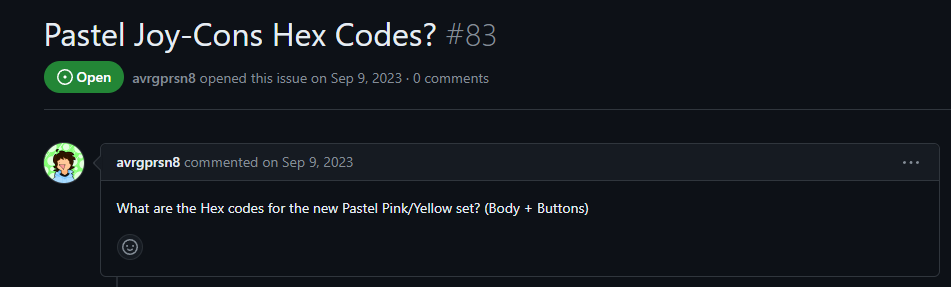 Pastel Joy-Cons Hex Codes? #83
Open avrgprsn8 opened this issue on Sep 9, 2023 · 0 comments
avrgprsn8 commented on Sep 9, 2023
What are the Hex codes for the new Pastel Pink/Yellow set? (Body + Buttons)